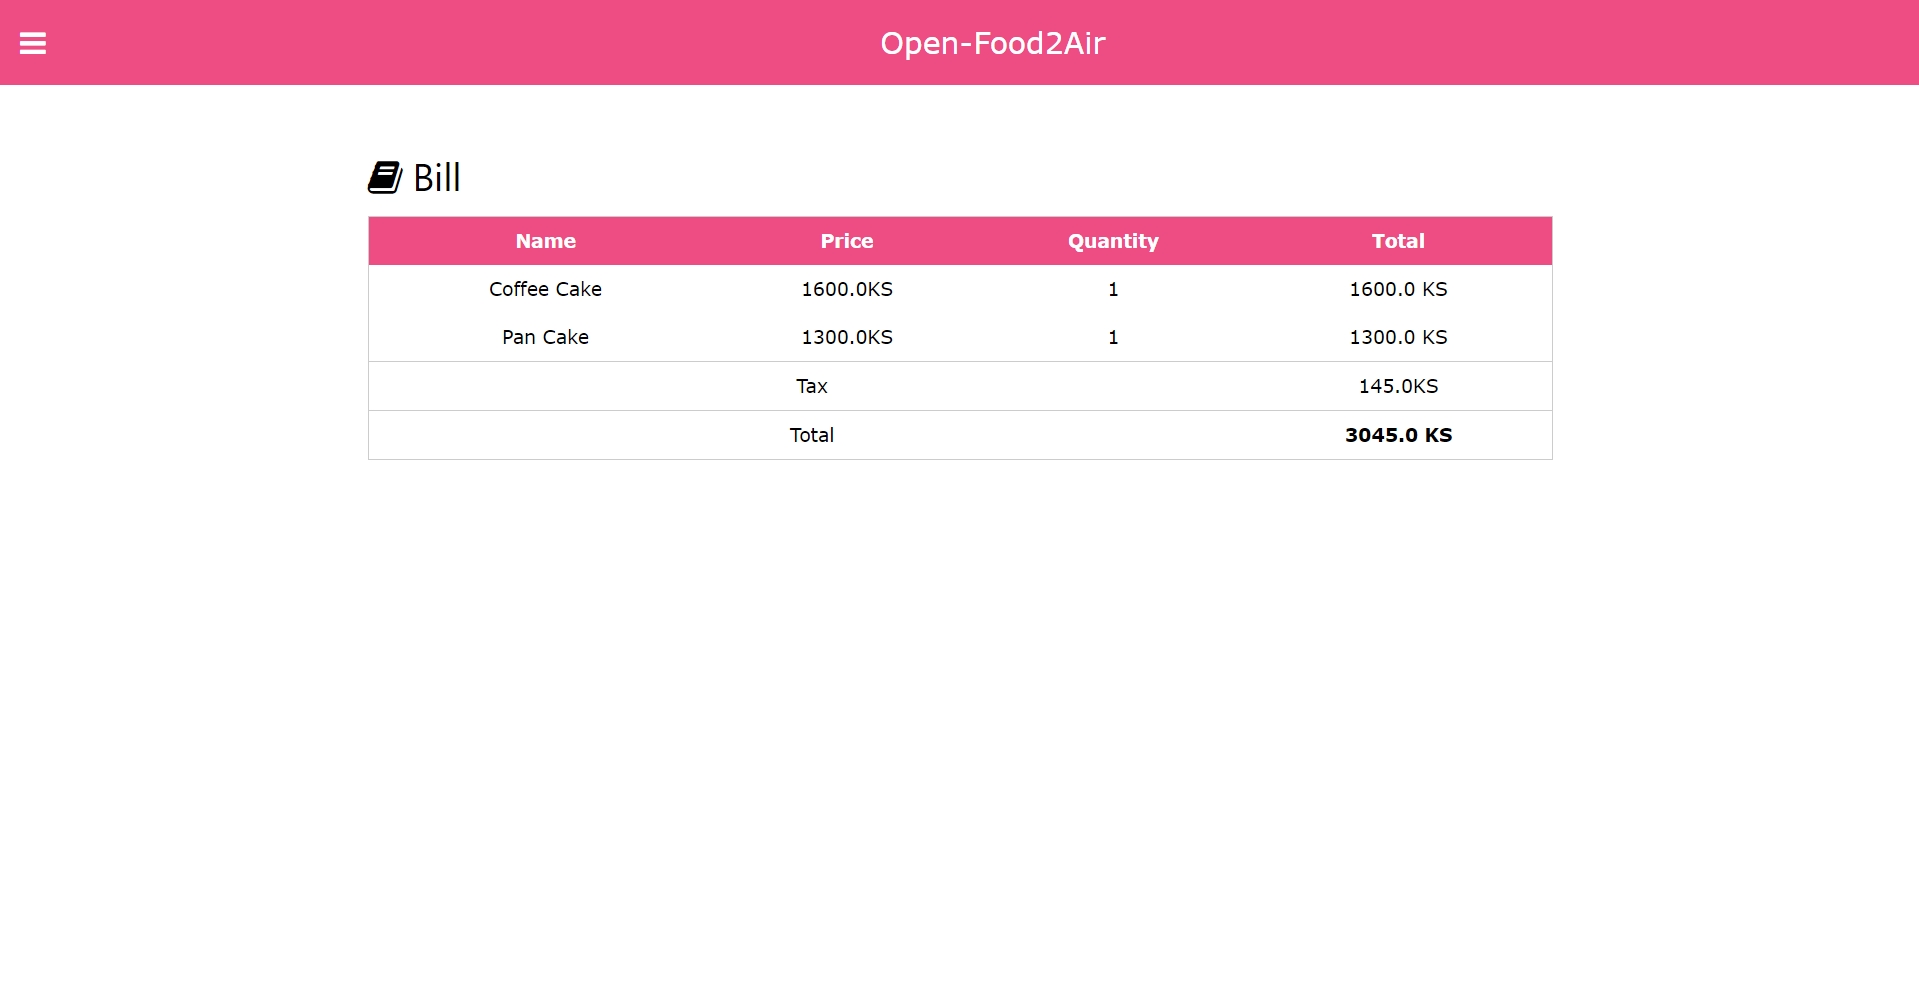 Open-Food2Air
Bill
Name Price Quantity Total
Coffee Cake 1600.0KS 1 1600.0 KS
Pan Cake 1300.0KS 1 1300.0 KS
Tax 145.0KS
Total 3045.0 KS